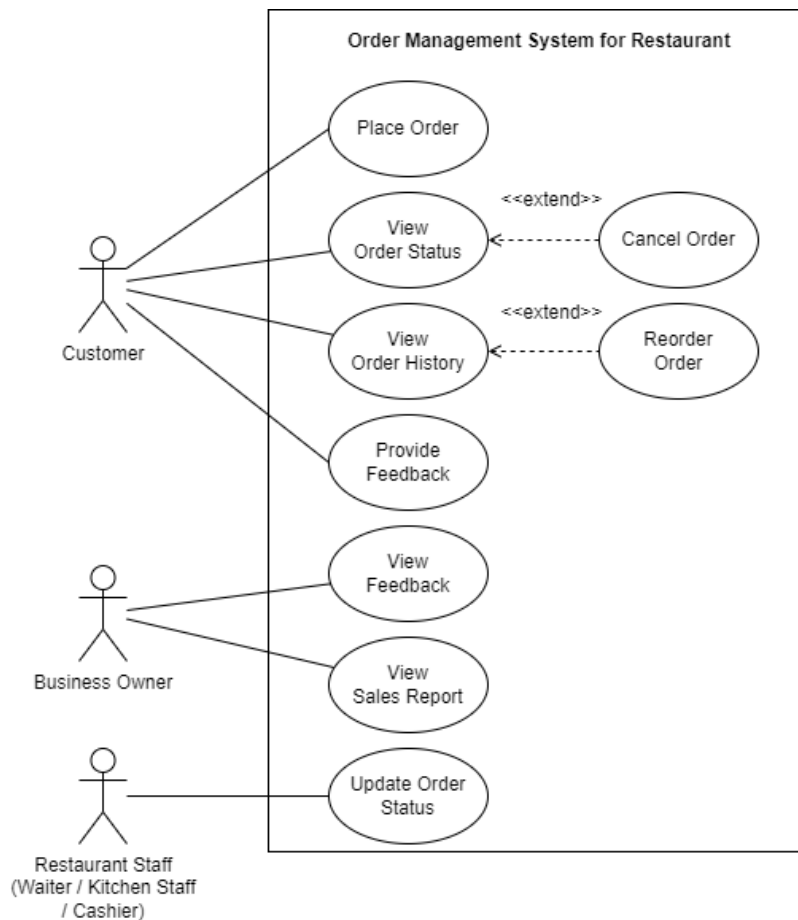 Order Management System for Restaurant
Place Order
View
Order Status
<<extend>>
Cancel Order
Customer
View
Order History
<<extend>>
Reorder
Order
Provide
Feedback
View
Feedback
Business Owner
View
Sales Report
Update Order
Status
Restaurant Staff
(Waiter / Kitchen Staff
/ Cashier)